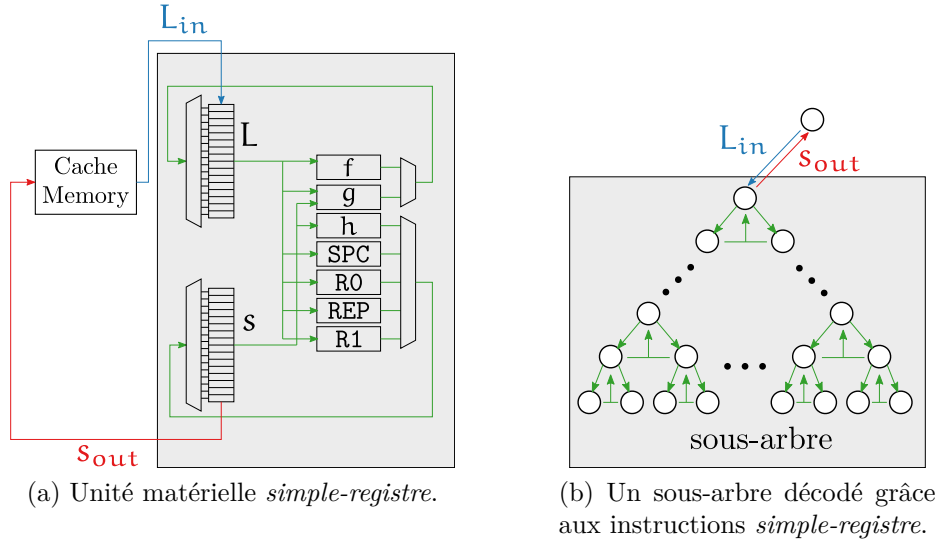 L_in
Cache
Memory
L
f
g
h
SPC
R0
REP
R1
s
s_out
(a) Unité matérielle simple-registre.
L_in
s_out
sous-arbre
(b) Un sous-arbre décodé grâce
aux instructions simple-registre.